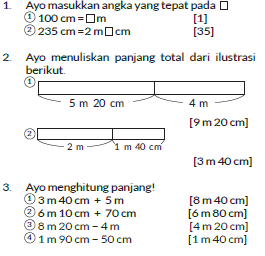 1. Ayo masukkan angka yang tepat pada □
① 100 cm = □ m [1]
② 235 cm = 2 m □ cm [35]
2. Ayo menuliskan panjang total dari ilustrasi
berikut.
①
5 m 20 cm 4 m
[9 m 20 cm]
②
2 m 1 m 40 cm
[3 m 40 cm]
3. Ayo menghitung panjang!
① 3 m 40 cm + 5 m [8 m 40 cm]
② 6 m 10 cm + 70 cm [6 m 80 cm]
③ 8 m 20 cm – 4 m [4 m 20 cm]
④ 1 m 90 cm – 50 cm [1 m 40 cm]